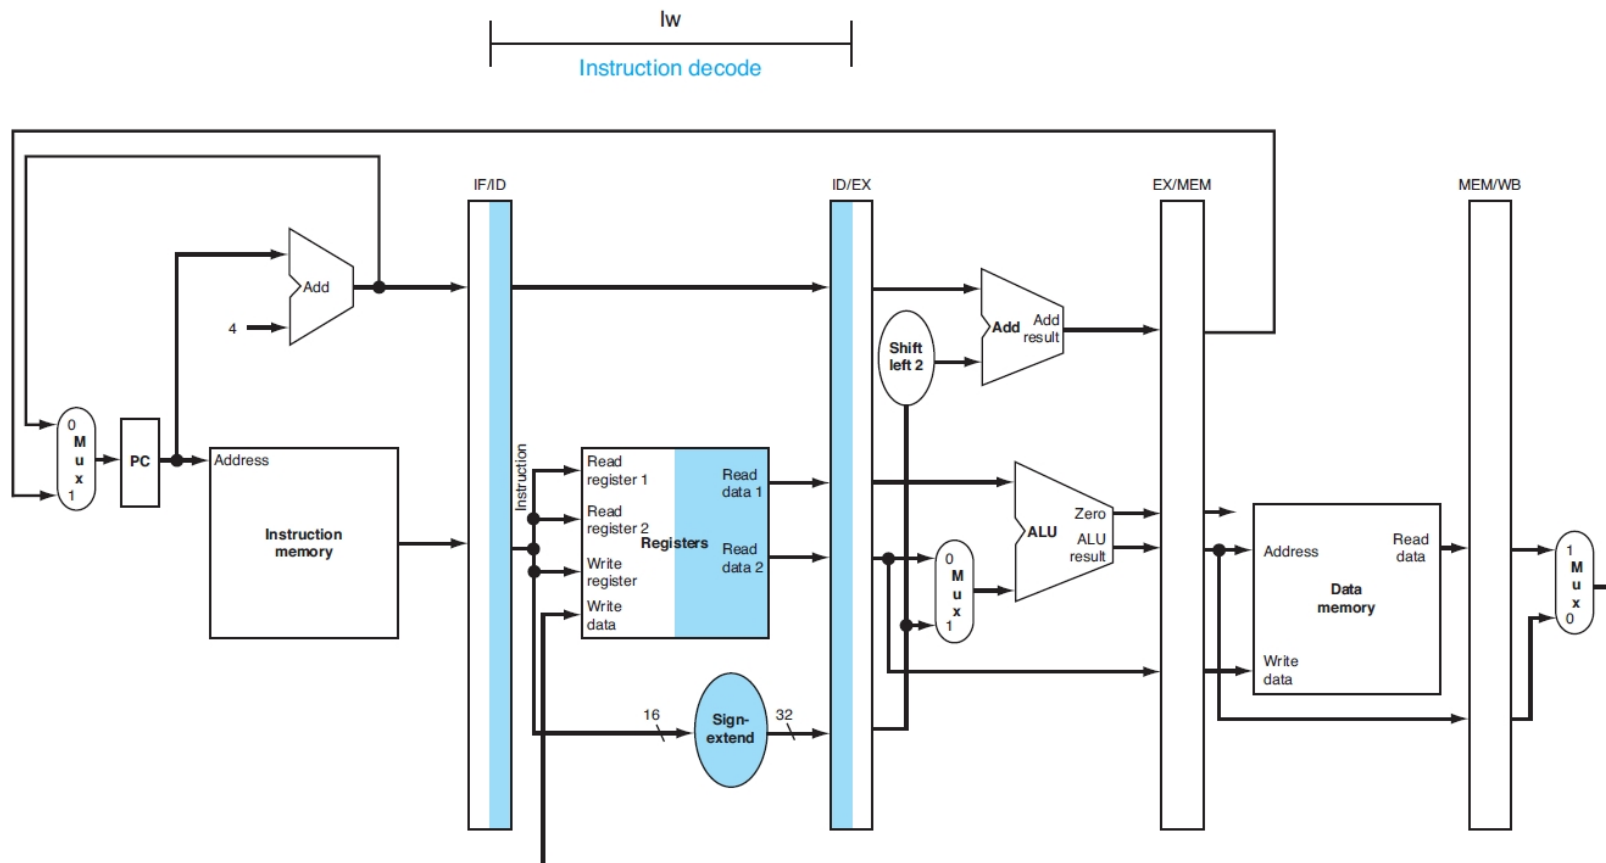 lw
Instruction decode
IF/ID
ID/EX
EX/MEM
MEM/WB
Add
4
0
M
u
x
1
PC
Address
Instruction
memory
Instruction
Read
register 1
Read
register 2
Registers
Write
register
Write
data
Read
data 1
Read
data 2
16
Sign-
extend
32
Shift
left 2
Add
Add
result
0
M
u
x
1
ALU
Zero
ALU
result
Address
Read
data
Data
memory
Write
data
1
M
u
x
0